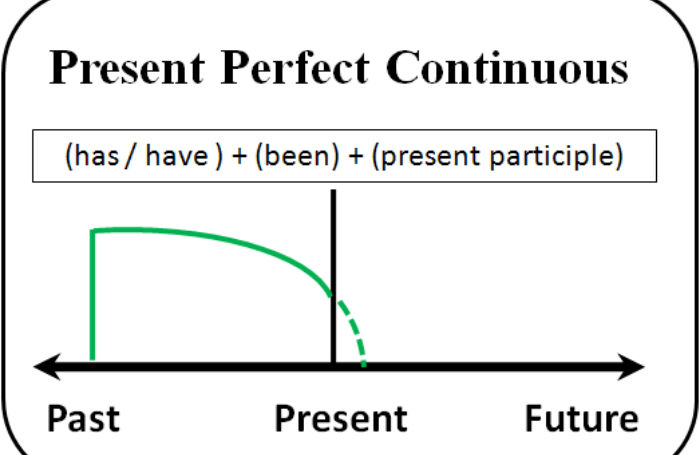 Present Perfect Continuous
(has / have ) + (been) + (present participle)
Past Present Future